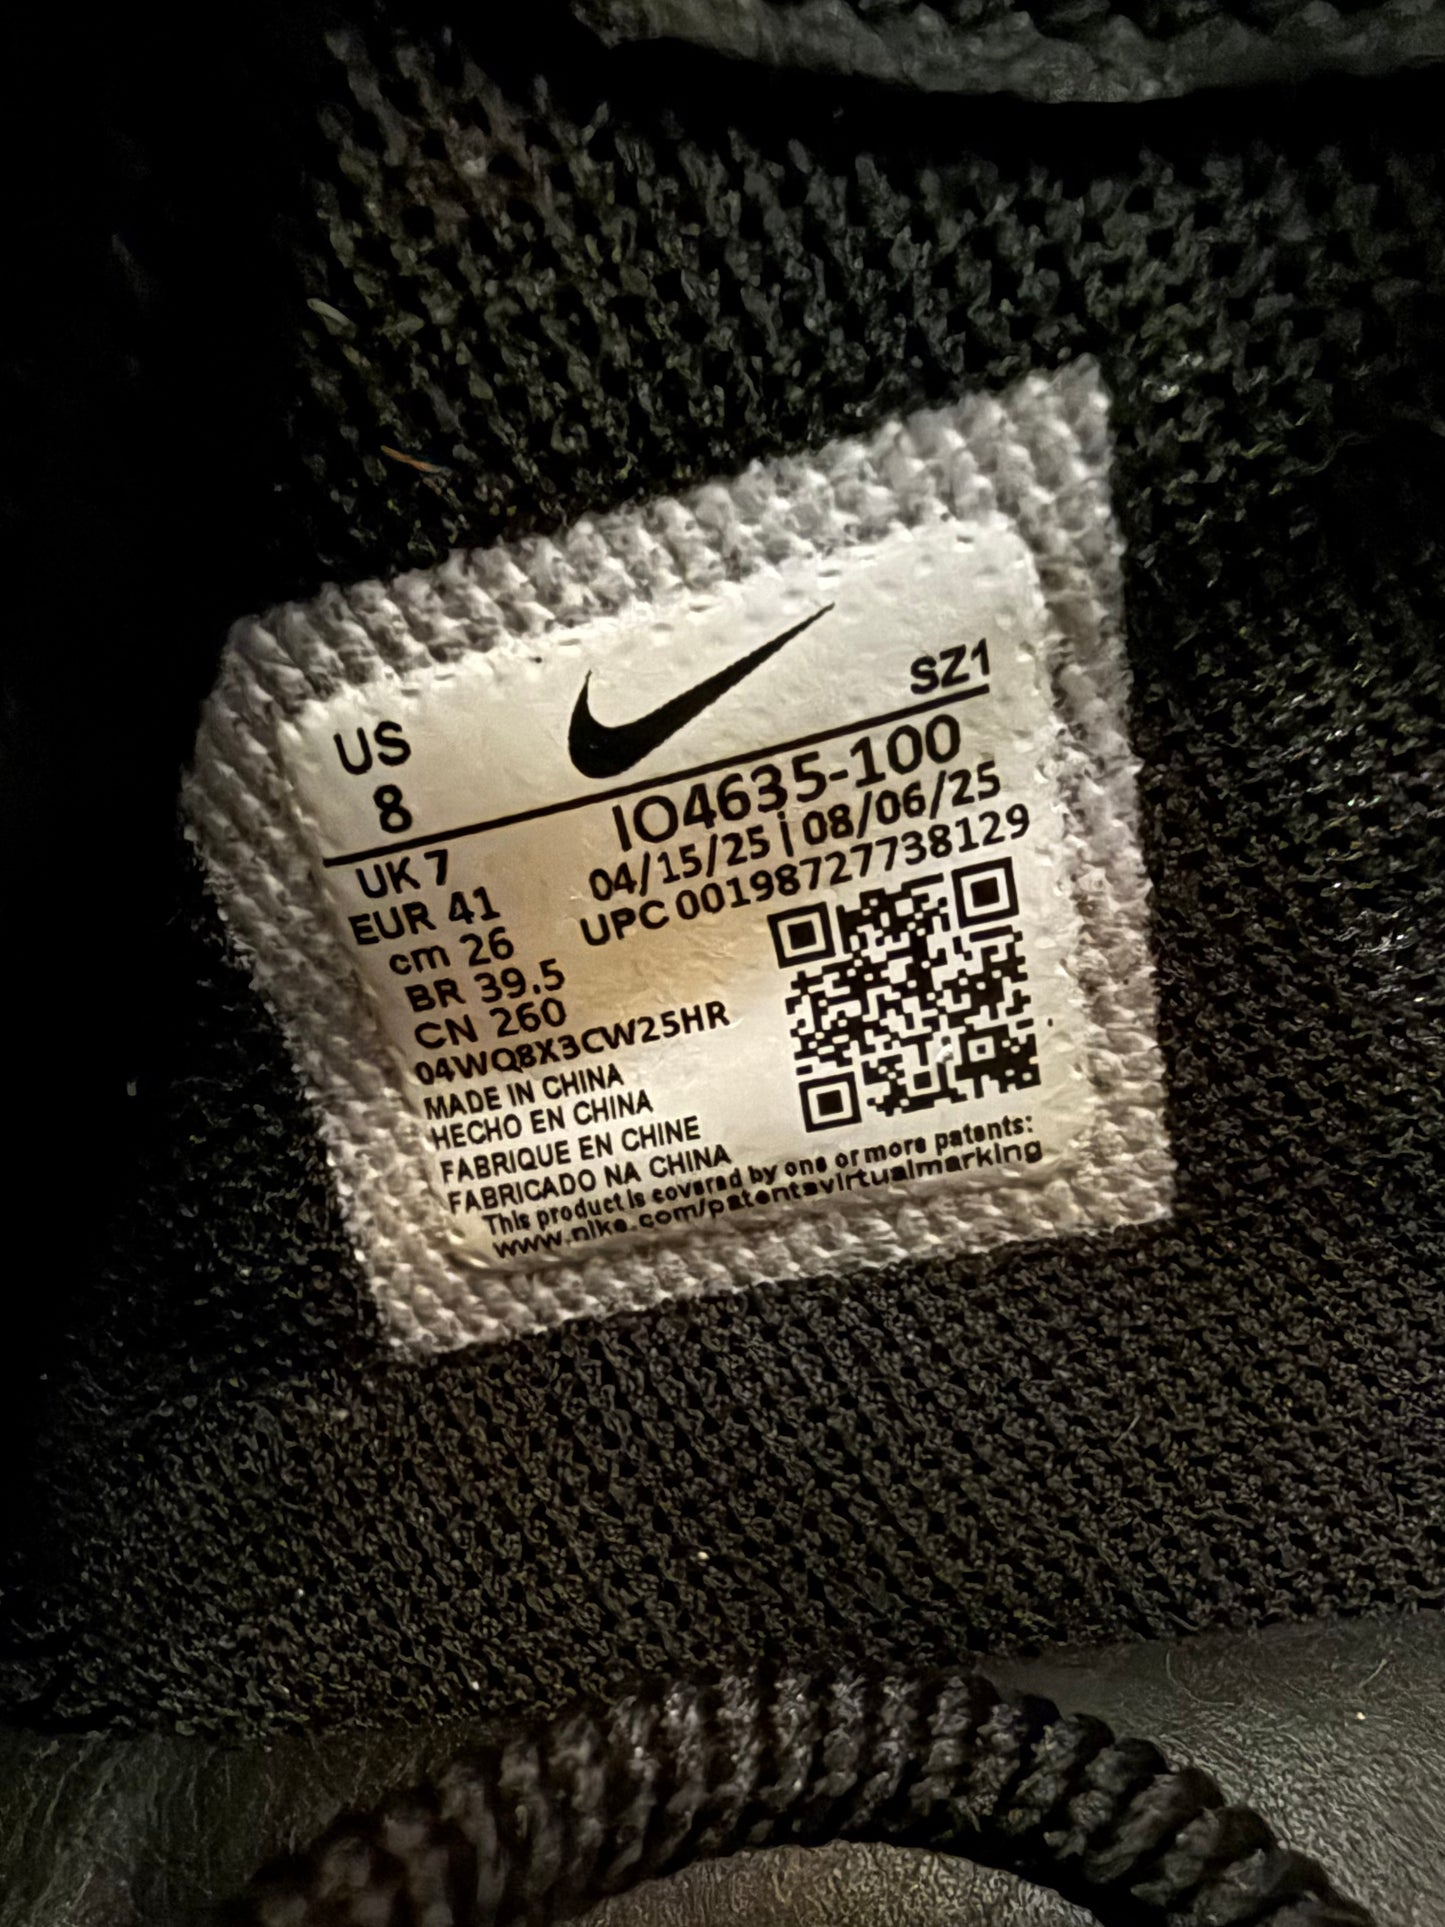 US
8
SZ1
IO4635-100
04/15/25 | 08/06/25
UPC 00198727738129
UK 7
EUR 41
cm 26
BR 39.5
CN 260
04WQ8X3CW25HR
MADE IN CHINA
HECHO EN CHINA
FABRIQUE EN CHINE
FABRICADO NA CHINA
This product is covered by one or more patents:
www.nike.com/patentsvirtualmarking